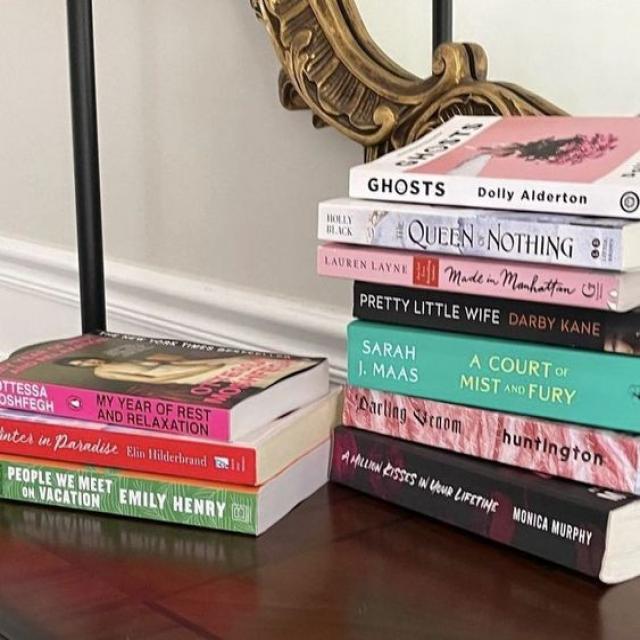 THE NEW YORK TIMES BESTSELLER
OTTESSA
MOSHFEGH
MY YEAR OF REST
AND RELAXATION
Winter in Paradise Elin Hilderbrand
PEOPLE WE MEET
ON VACATION EMILY HENRY
GHOSTS
GHOSTS Dolly Alderton
HOLLY
BLACK
THE QUEEN OF NOTHING
LAUREN LAYNE Made in Manhattan G
PRETTY LITTLE WIFE DARBY KANE
SARAH
J. MAAS
A COURT OF
MIST AND FURY
Darling Venom huntington
A MILLION KISSES IN YOUR LIFETIME MONICA MURPHY